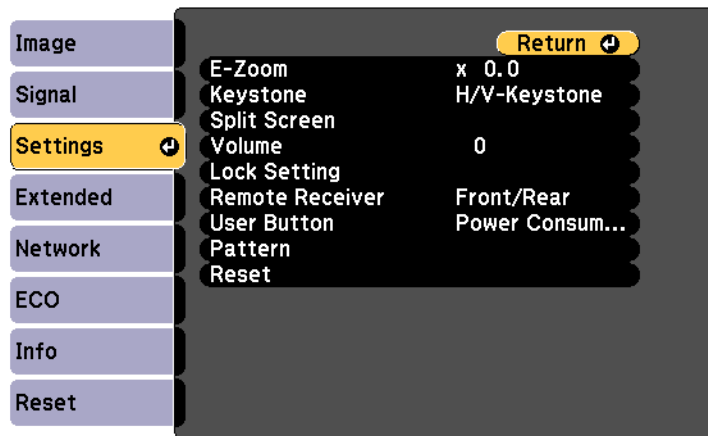 Image
Signal
Settings
Extended
Network
ECO
Info
Reset
Return
E-Zoom x 0.0
Keystone H/V-Keystone
Split Screen
Volume 0
Lock Setting
Remote Receiver Front/Rear
User Button Power Consum...
Pattern
Reset